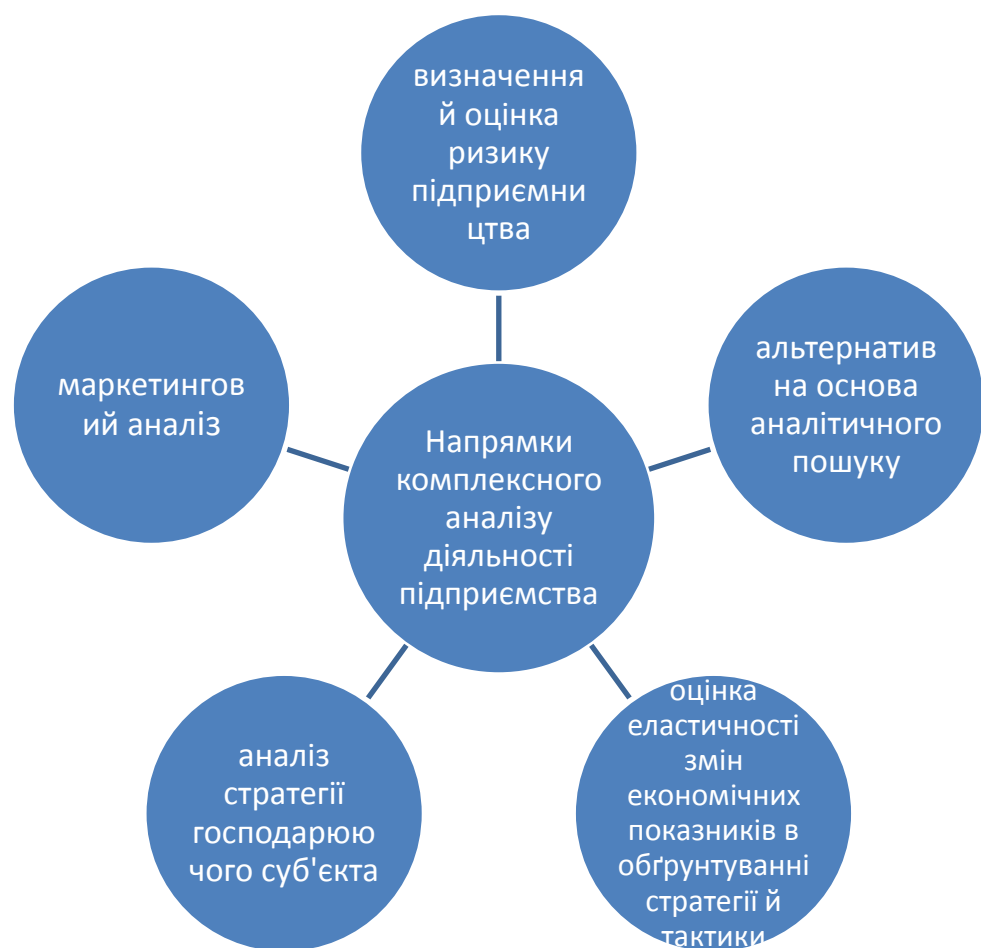 визначення
й оцінка
ризику
підприємни
цтва
альтернатив
на основа
аналітичного
пошуку
маркетингов
ий аналіз
Напрямки
комплексного
аналізу
діяльності
підприємства
аналіз
стратегії
господарюю
чого суб'єкта
оцінка
еластичності
змін
економічних
показників в
обґрунтуванні
стратегії й
тактики